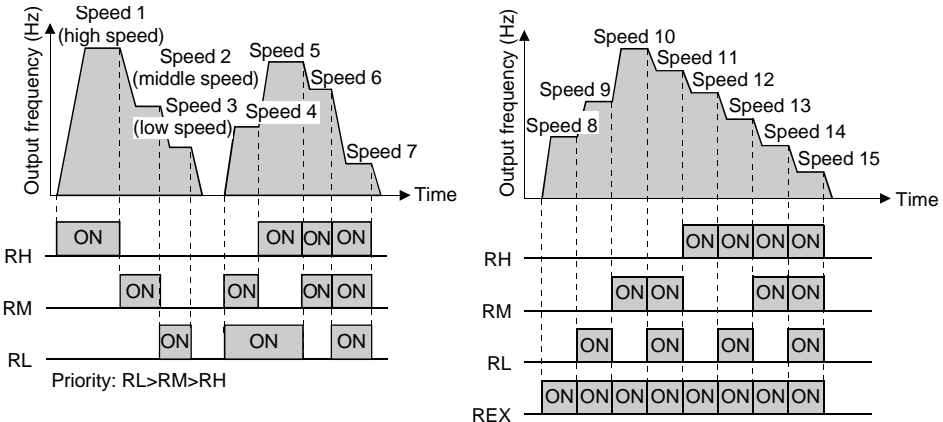 Output frequency (Hz)
Speed 1
(high speed)
Speed 2
(middle speed)
Speed 3
(low speed)
Speed 4
Speed 5
Speed 6
Speed 7
Time
RH
ON
ON
ON
ON
RM
ON
ON
ON
ON
RL
ON
ON
ON
Priority: RL>RM>RH
Output frequency (Hz)
Speed 8
Speed 9
Speed 10
Speed 11
Speed 12
Speed 13
Speed 14
Speed 15
Time
RH
ON
ON
ON
ON
RM
ON
ON
ON
ON
RL
ON
ON
ON
ON
REX
ON
ON
ON
ON
ON
ON
ON
ON